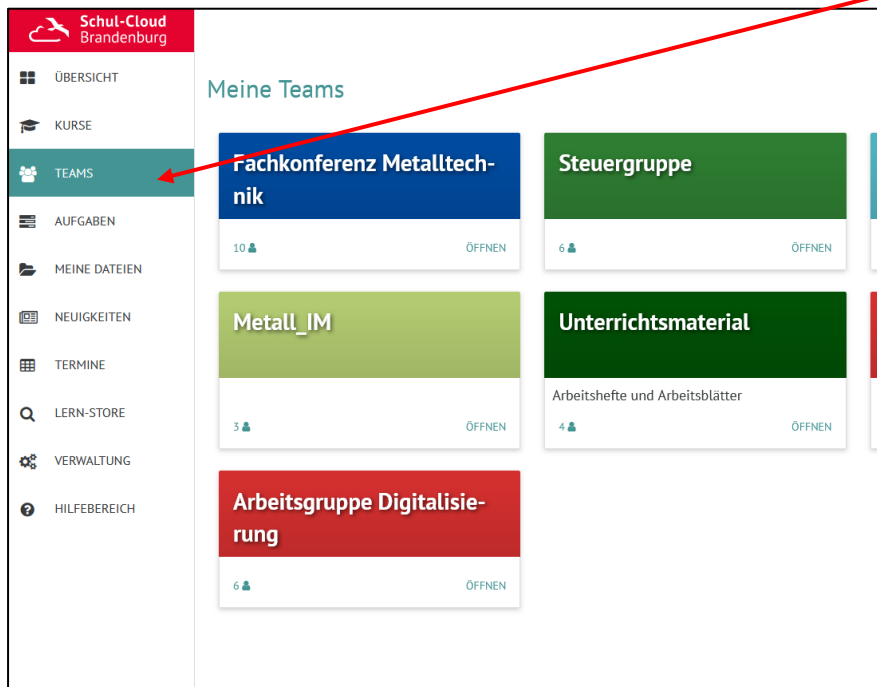 Schul-Cloud
Brandenburg
ÜBERSICHT
KURSE
TEAMS
AUFGABEN
MEINE DATEIEN
NEUIGKEITEN
TERMINE
LERN-STORE
VERWALTUNG
HILFEBEREICH
Meine Teams
Fachkonferenz Metalltech-
nik
10 ÖFFNEN
Steuergruppe
6 ÖFFNEN
Metall_IM
3 ÖFFNEN
Unterrichtsmaterial
Arbeitshefte und Arbeitsblätter
4 ÖFFNEN
Arbeitsgruppe Digitalisie-
rung
6 ÖFFNEN